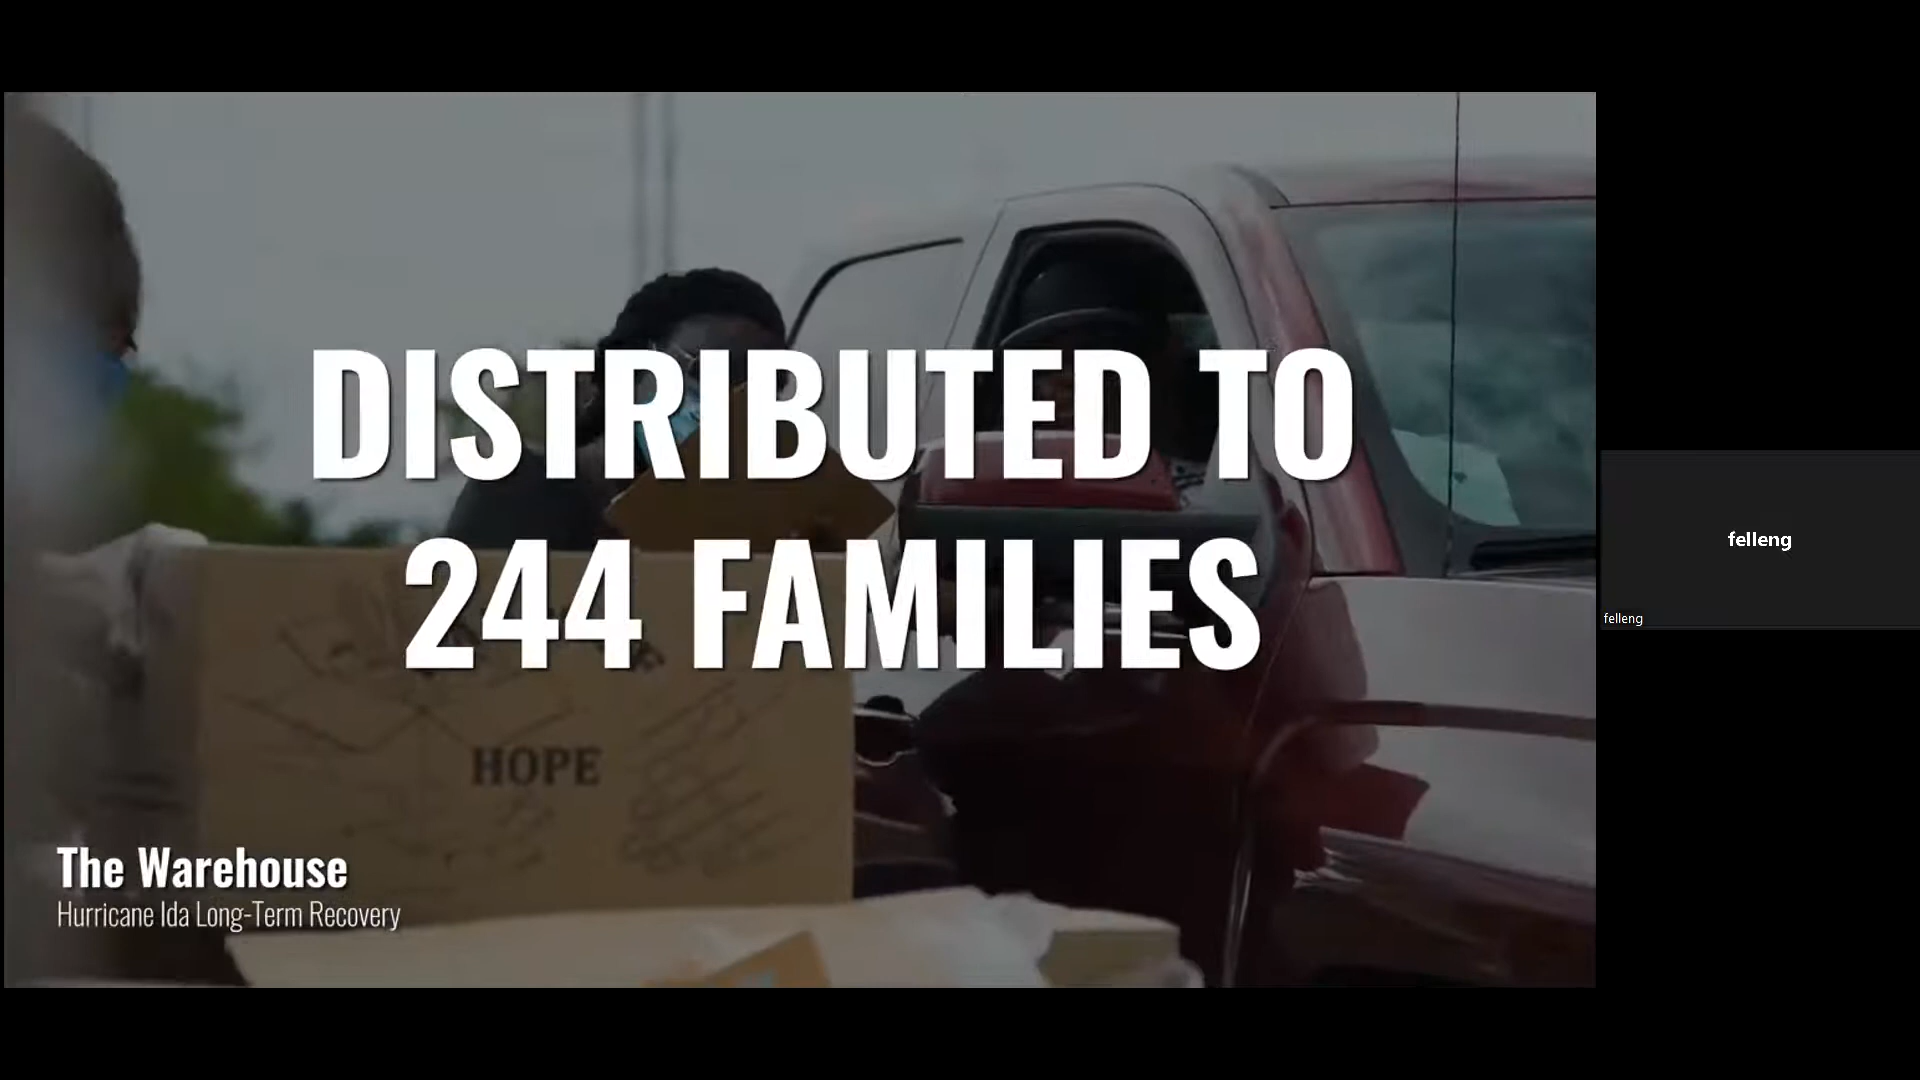 DISTRIBUTED TO
244 FAMILIES
HOPE
The Warehouse
Hurricane Ida Long-Term Recovery
felleng
felleng